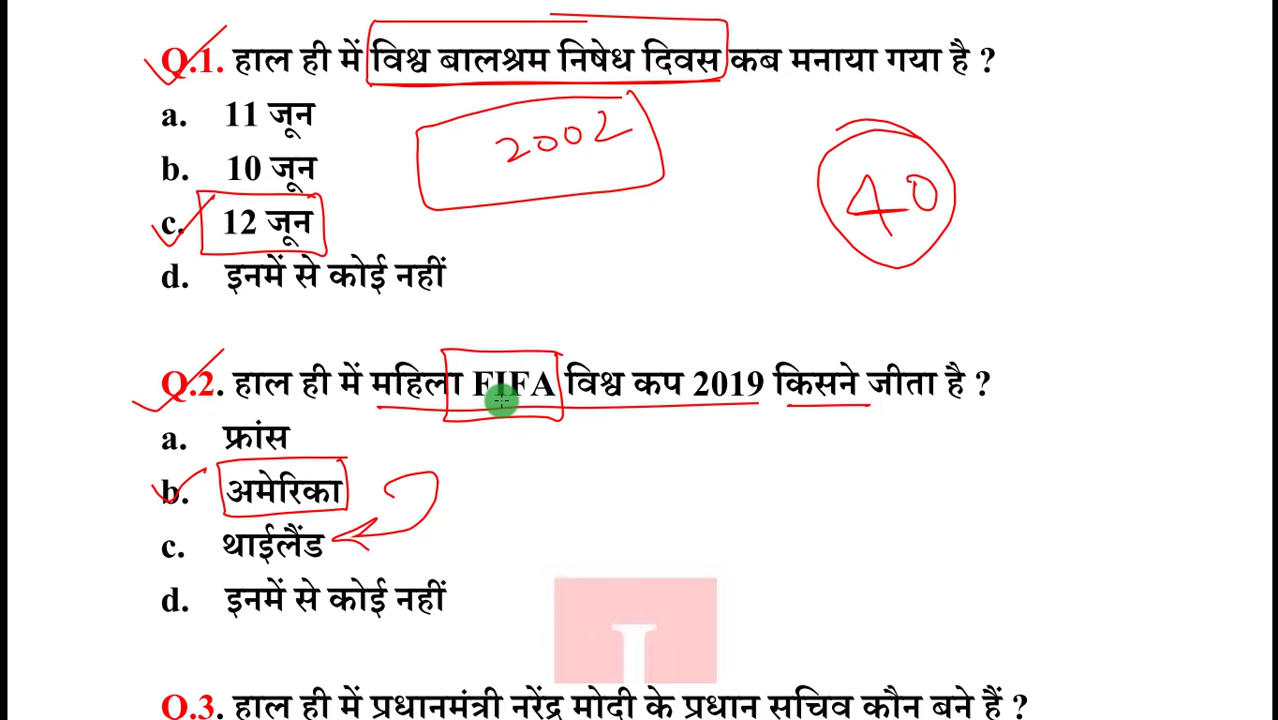 Q.1. हाल ही में विश्व बालश्रम निषेध दिवस कब मनाया गया है ?
a. 11 जून
2002
40
b. 10 जून
c. 12 जून
d. इनमें से कोई नहीं
Q.2. हाल ही में महिला FIFA विश्व कप 2019 किसने जीता है ?
a. फ्रांस
b. अमेरिका
c. थाईलैंड
d. इनमें से कोई नहीं
Q.3. हाल ही में प्रधानमंत्री नरेंद्र मोदी के प्रधान सचिव कौन बने हैं ?